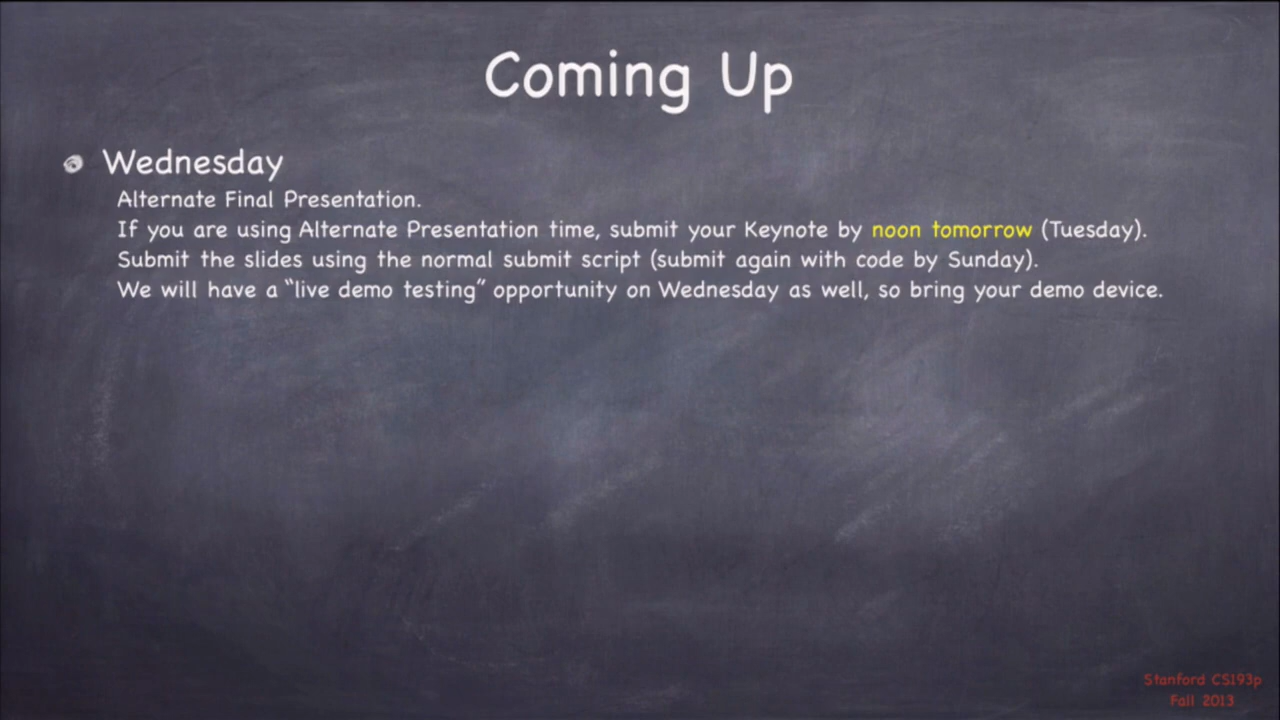 Coming Up
Wednesday
Alternate Final Presentation.
If you are using Alternate Presentation time, submit your Keynote by noon tomorrow (Tuesday).
Submit the slides using the normal submit script (submit again with code by Sunday).
We will have a “live demo testing” opportunity on Wednesday as well, so bring your demo device.
Stanford CS193p
Fall 2013